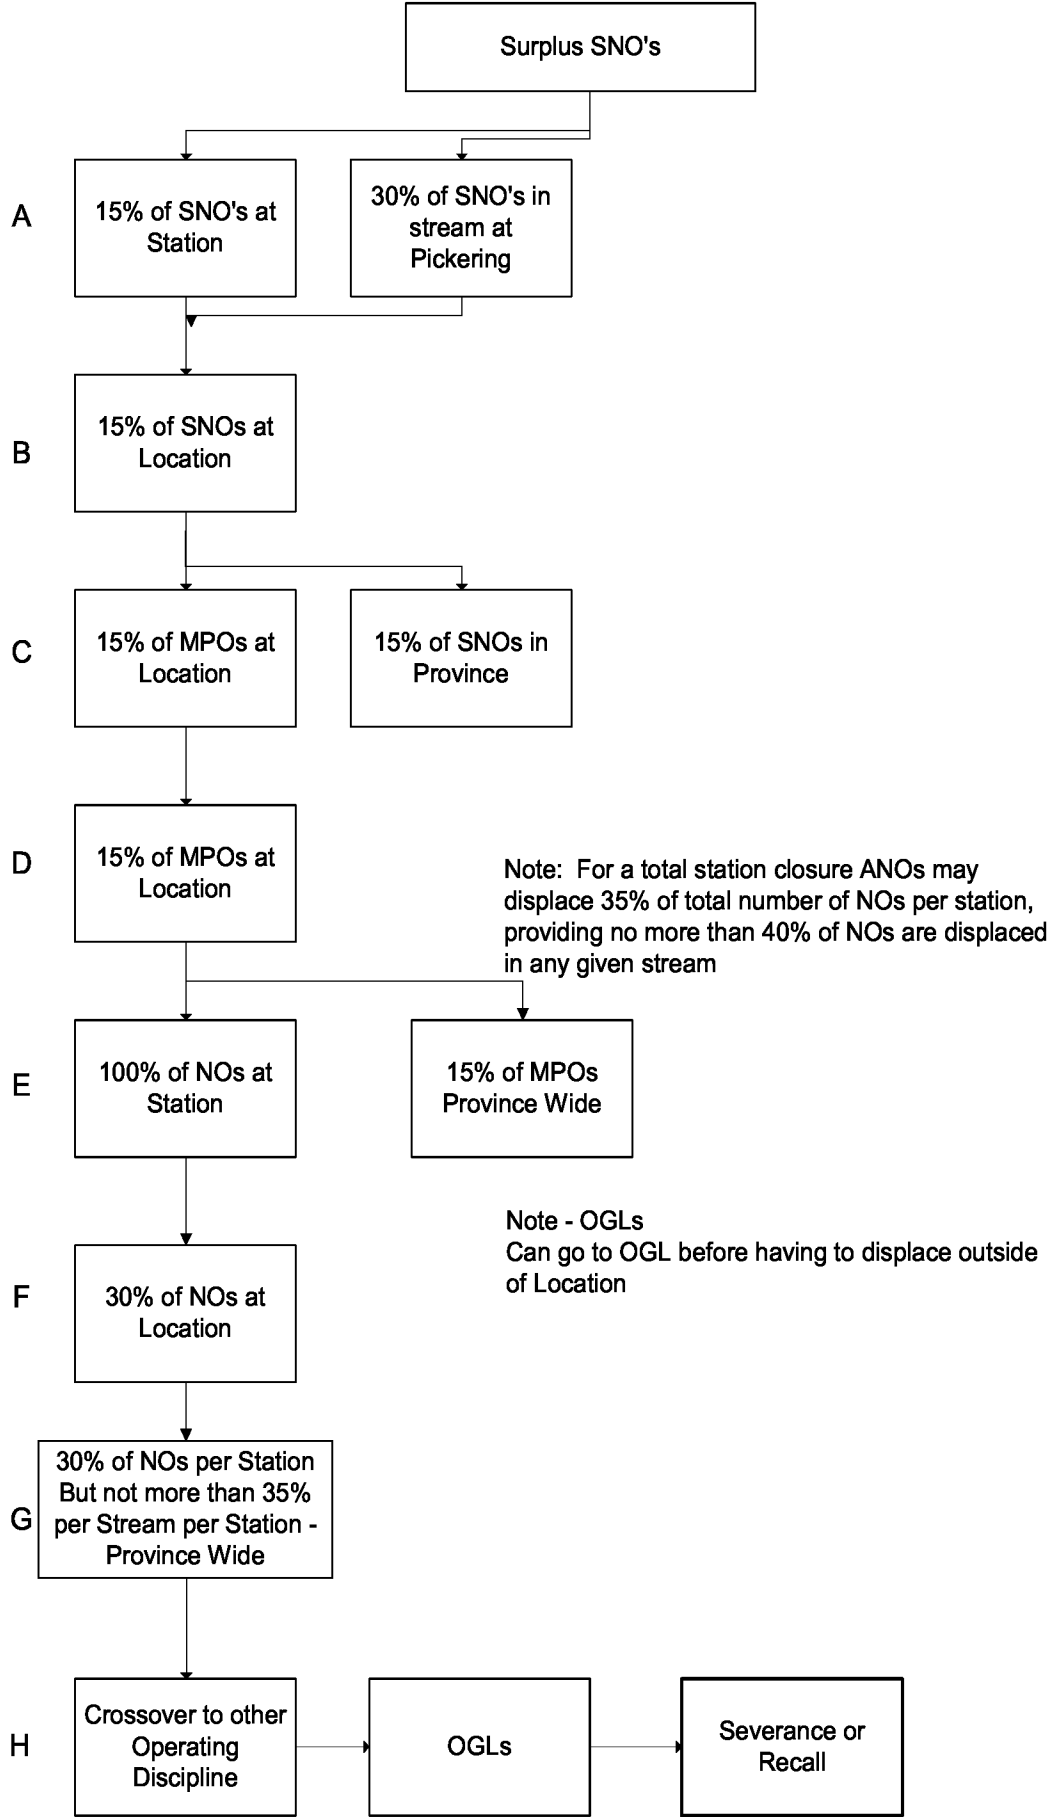 Surplus SNO's
A
15% of SNO's at
Station
30% of SNO's in
stream at
Pickering
B
15% of SNOs at
Location
C
15% of MPOs at
Location
15% of SNOs in
Province
D
15% of MPOs at
Location
Note:  For a total station closure ANOs may
displace 35% of total number of NOs per station,
providing no more than 40% of NOs are displaced
in any given stream
E
100% of NOs at
Station
15% of MPOs
Province Wide
Note - OGLs
Can go to OGL before having to displace outside
of Location
F
30% of NOs at
Location
G
30% of NOs per Station
But not more than 35%
per Stream per Station -
Province Wide
H
Crossover to other
Operating
Discipline
OGLs
Severance or
Recall